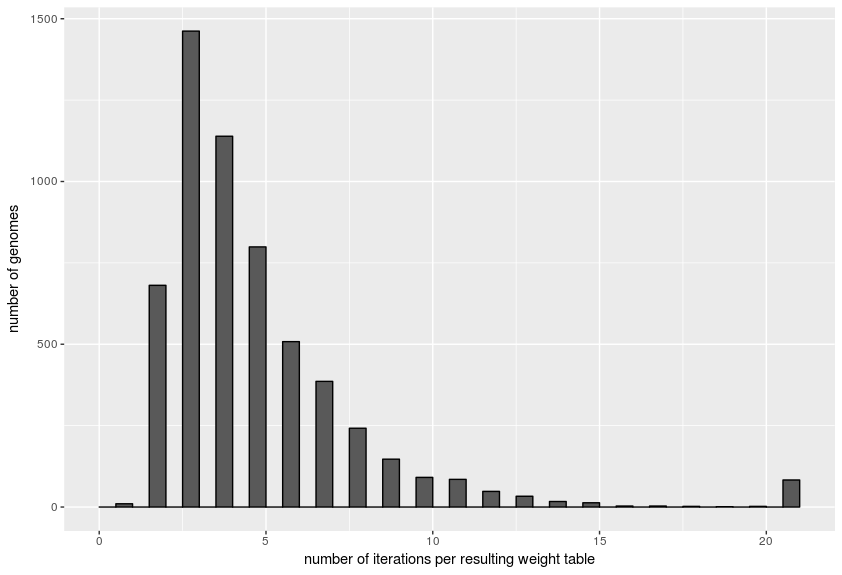 1500
1000
500
0
number of genomes
0 5 10 15 20
number of iterations per resulting weight table